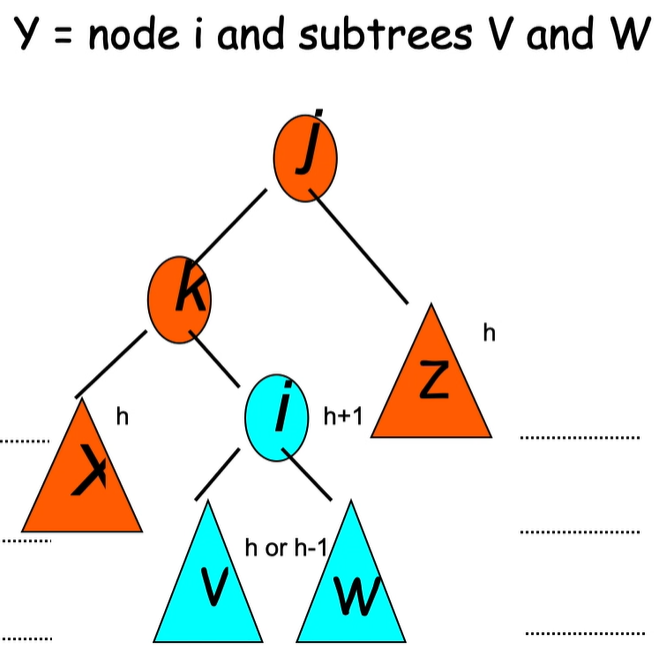 Y = node i and subtrees V and W
j
k
h
Z
i
h+1
h
X
h or h-1
V
W